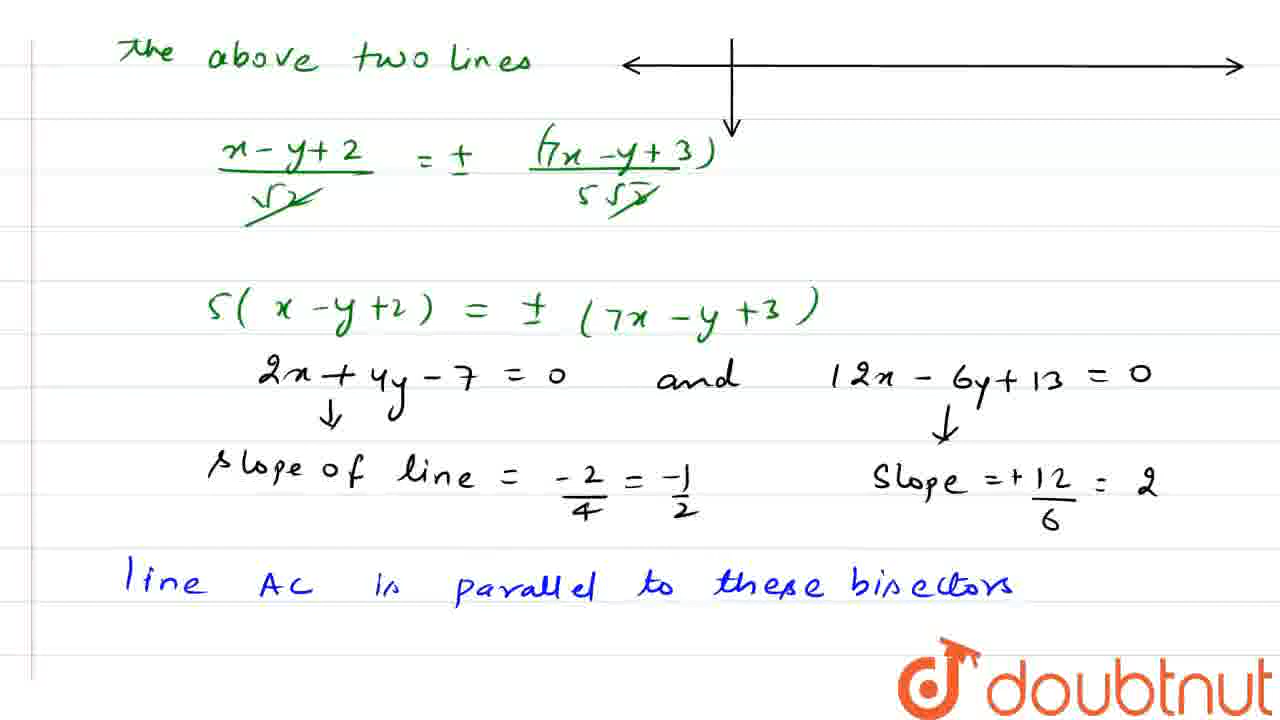 the above two lines
x - y + 2 / √2 = ± (7x - y + 3) / 5√2
5( x - y + 2 ) = ± ( 7x - y + 3 )
2x + 4y - 7 = 0 and 12x - 6y + 13 = 0
↓ ↓
slope of line = -2/4 = -1/2 Slope = +12/6 = 2
line AC is parallel to these bisectors
doubtnut